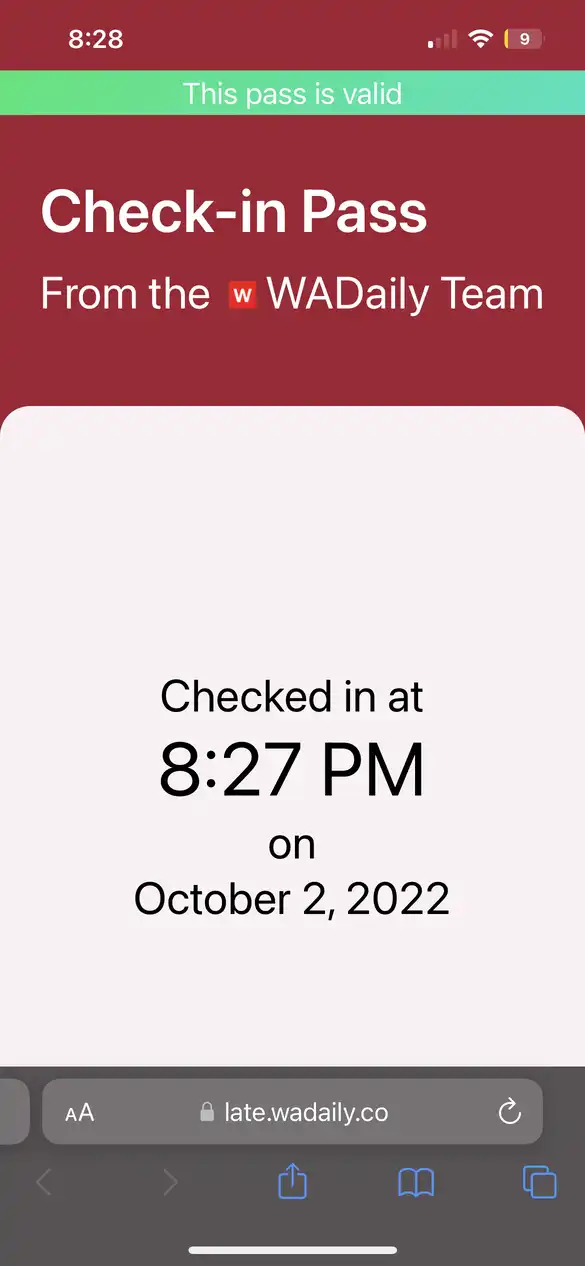 8:28
9
This pass is valid
Check-in Pass
From the W WADaily Team
Checked in at
8:27 PM
on
October 2, 2022
AA late.wadaily.co